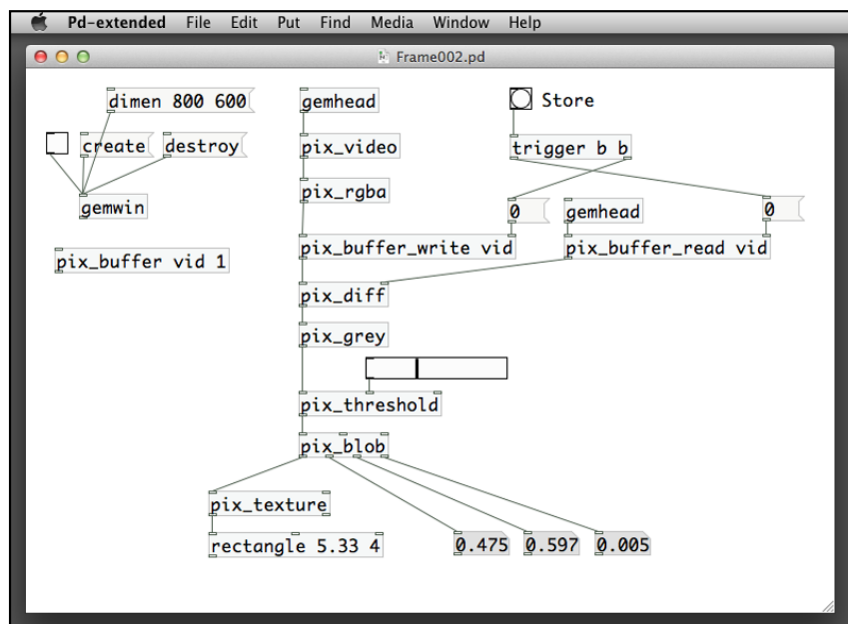 Pd-extended File Edit Put Find Media Window Help
Frame002.pd
dimen 800 600 gemhead Store
create destroy pix_video trigger b b
pix_rgba
gemwin 0 gemhead 0
pix_buffer vid 1 pix_buffer_write vid pix_buffer_read vid
pix_diff
pix_grey
pix_threshold
pix_blob
pix_texture
rectangle 5.33 4 0.475 0.597 0.005